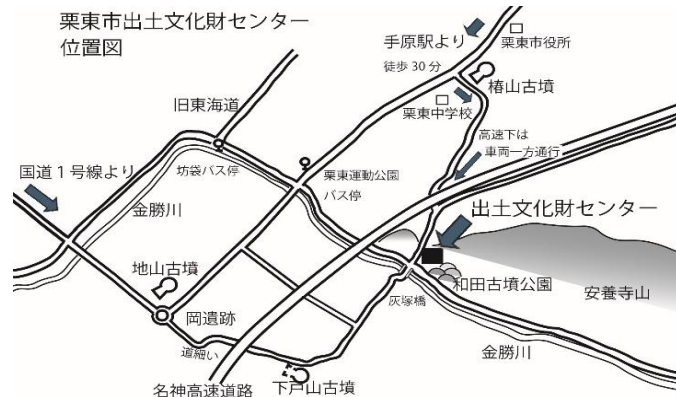 栗東市出土文化財センター
位置図
手原駅より
栗東市役所
徒歩30分
椿山古墳
栗東中学校
旧東海道
高速下は
車両一方通行
国道1号線より
坊袋バス停
栗東運動公園
バス停
金勝川
出土文化財センター
地山古墳
和田古墳公園
安養寺山
岡遺跡
灰塚橋
道細い
金勝川
名神高速道路
下戸山古墳